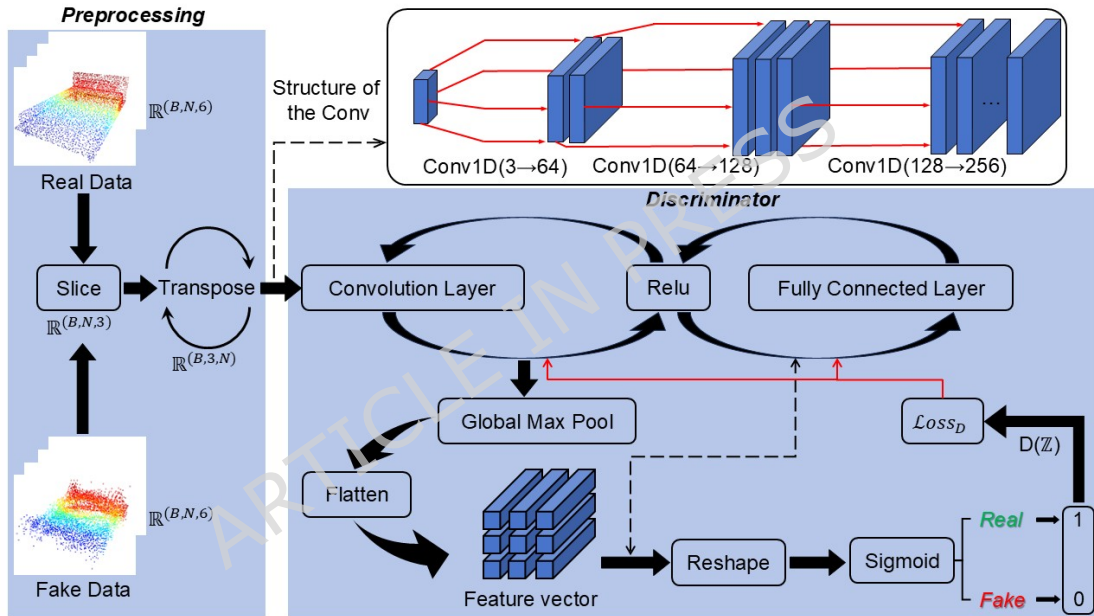 Preprocessing
ℝ^(B,N,6)
Real Data
Slice
ℝ^(B,N,3)
Transpose
ℝ^(B,3,N)
ℝ^(B,N,6)
Fake Data
Structure of
the Conv
...
Conv1D(3→64)
Conv1D(64→128)
Conv1D(128→256)
Discriminator
Convolution Layer
Relu
Fully Connected Layer
Global Max Pool
ℒoss_D
D(ℤ)
Flatten
Feature vector
Reshape
Sigmoid
Real
1
Fake
0
ARTICLE IN PRESS